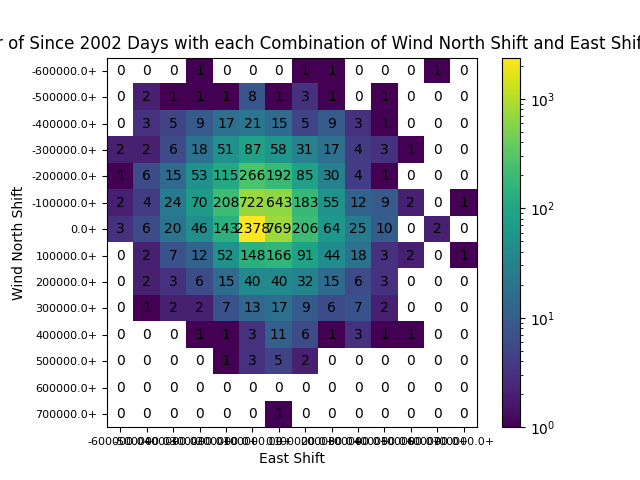 r of Since 2002 Days with each Combination of Wind North Shift and East Shif
-600000.0+ 0 0 0 1 0 0 0 1 1 0 0 0 1 0
-500000.0+ 0 2 1 1 1 8 1 3 1 0 1 0 0 0
-400000.0+ 0 3 5 9 17 21 15 5 9 3 1 0 0 0
-300000.0+ 2 2 6 18 51 87 58 31 17 4 3 1 0 0
-200000.0+ 1 6 15 53 115 266 192 85 30 4 1 0 0 0
-100000.0+ 2 4 24 70 208 722 643 183 55 12 9 2 0 1
0.0+ 3 6 20 46 143 2378 769 206 64 25 10 0 2 0
100000.0+ 0 2 7 12 52 148 166 91 44 18 3 2 0 1
200000.0+ 0 2 3 6 15 40 40 32 15 6 3 0 0 0
300000.0+ 0 1 2 2 7 13 17 9 6 7 2 0 0 0
400000.0+ 0 0 0 1 1 3 11 6 1 3 1 1 0 0
500000.0+ 0 0 0 0 1 3 5 2 0 0 0 0 0 0
600000.0+ 0 0 0 0 0 0 0 0 0 0 0 0 0 0
700000.0+ 0 0 0 0 0 0 1 0 0 0 0 0 0 0
Wind North Shift
East Shift
10³
10²
10¹
10⁰